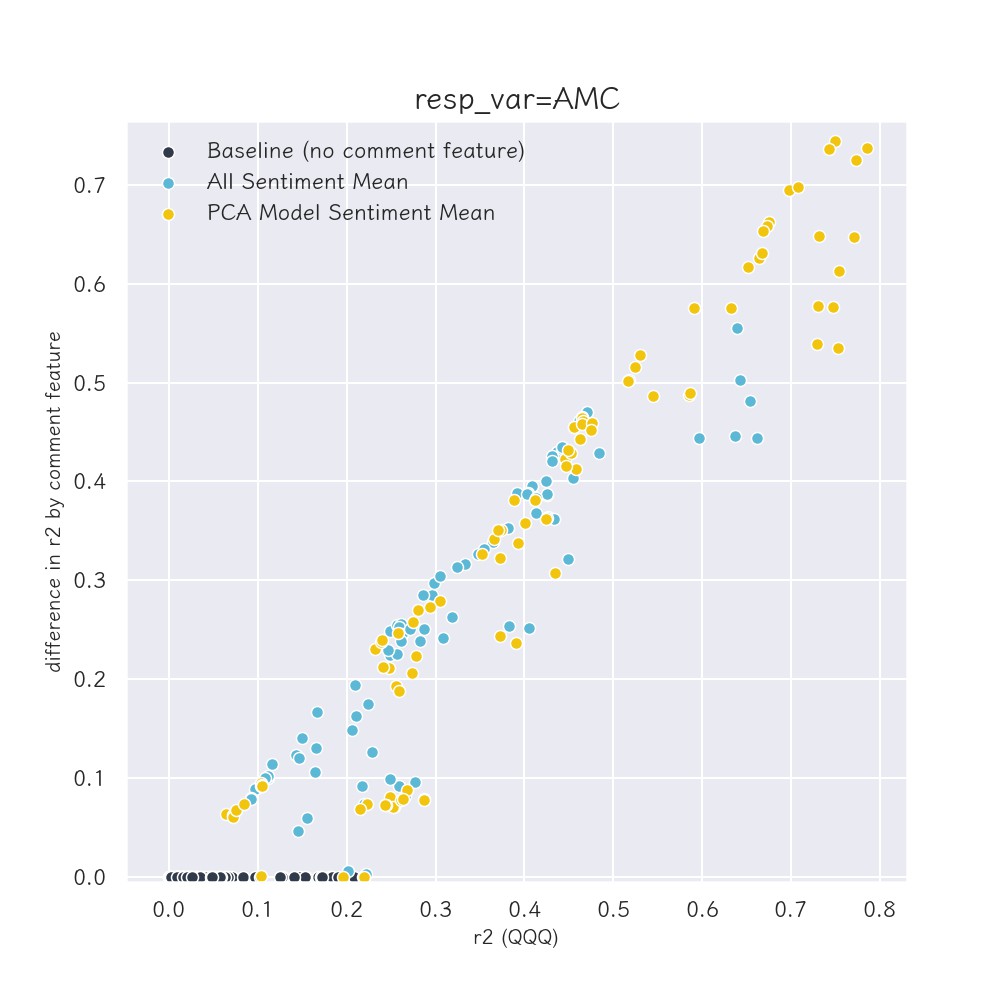 resp_var=AMC
Baseline (no comment feature)
All Sentiment Mean
PCA Model Sentiment Mean
difference in r2 by comment feature
0.7
0.6
0.5
0.4
0.3
0.2
0.1
0.0
0.0 0.1 0.2 0.3 0.4 0.5 0.6 0.7 0.8
r2 (QQQ)